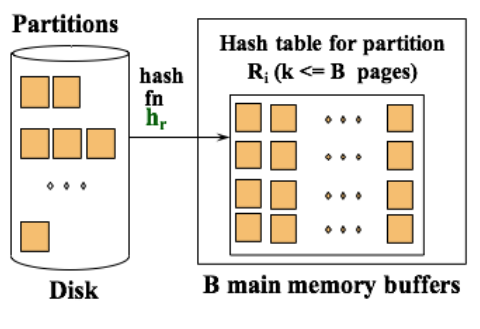 Partitions
hash
fn
hr
Hash table for partition
Ri (k <= B pages)
Disk
B main memory buffers